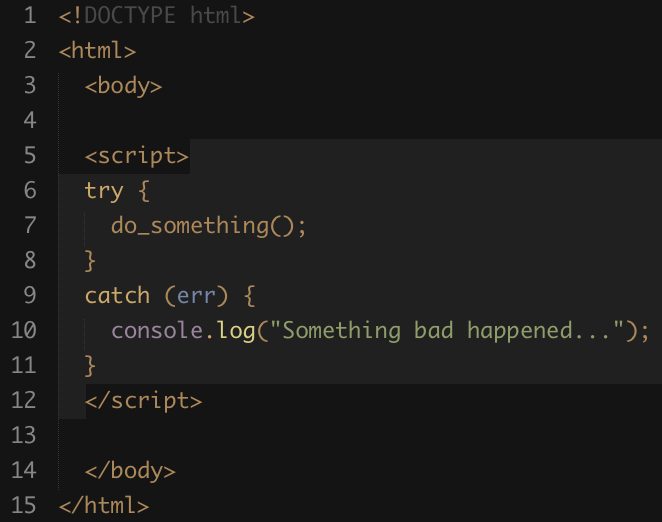 1 <!DOCTYPE html>
2 <html>
3   <body>
4
5   <script>
6   try {
7     do_something();
8   }
9   catch (err) {
10     console.log("Something bad happened...");
11   }
12   </script>
13
14   </body>
15 </html>